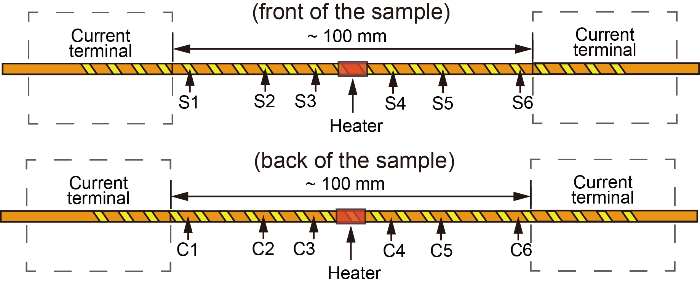 (front of the sample)
Current
terminal
~ 100 mm
Current
terminal
S1 S2 S3 S4 S5 S6
Heater
(back of the sample)
Current
terminal
~ 100 mm
Current
terminal
C1 C2 C3 C4 C5 C6
Heater